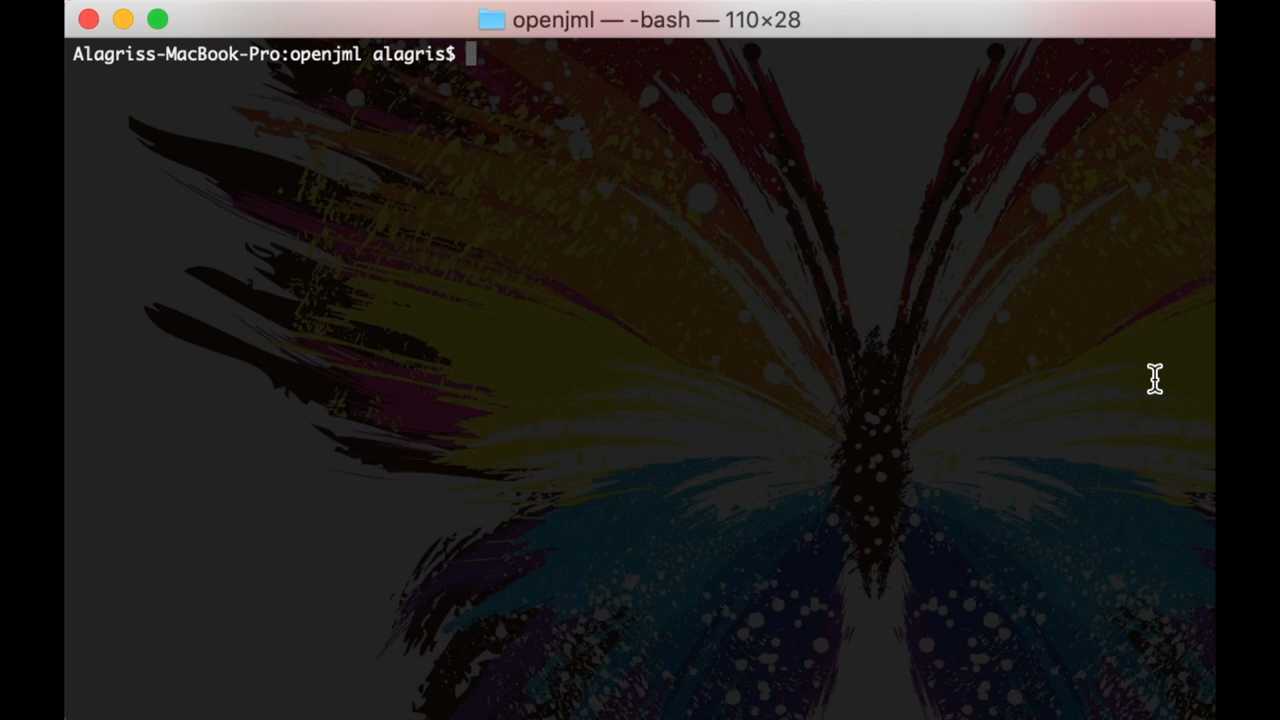 openjml — -bash — 110×28
Alagriss-MacBook-Pro:openjml alagris$